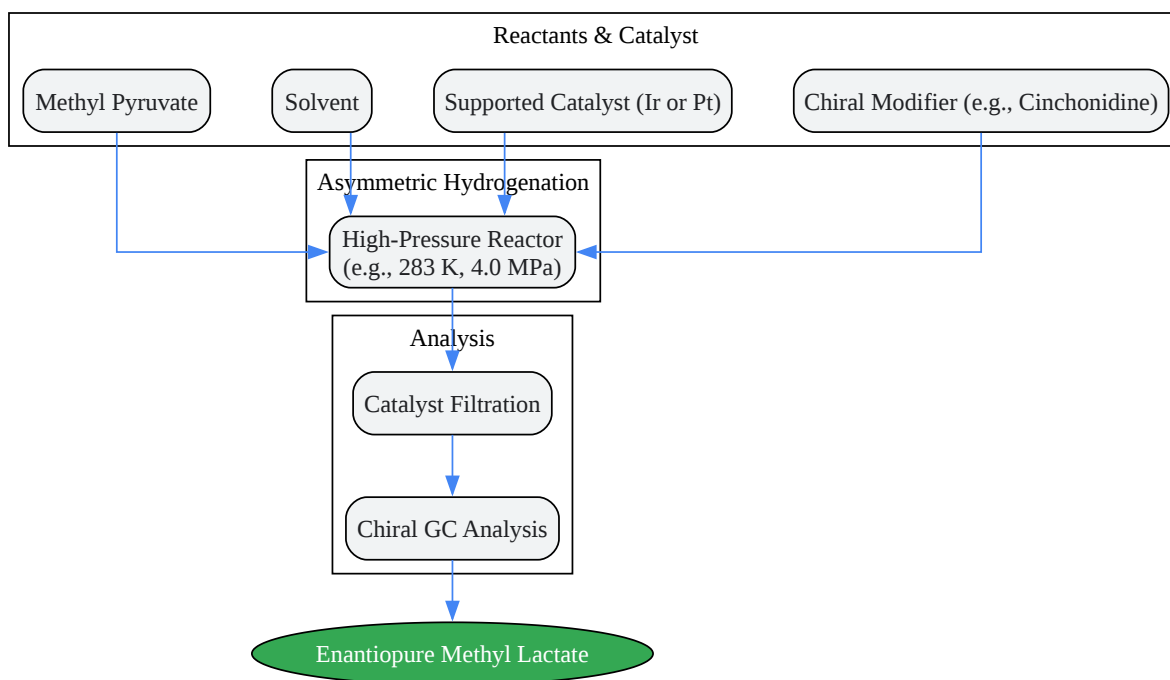 Reactants & Catalyst
Methyl Pyruvate
Solvent
Supported Catalyst (Ir or Pt)
Chiral Modifier (e.g., Cinchonidine)
Asymmetric Hydrogenation
High-Pressure Reactor
(e.g., 283 K, 4.0 MPa)
Analysis
Catalyst Filtration
Chiral GC Analysis
Enantiopure Methyl Lactate